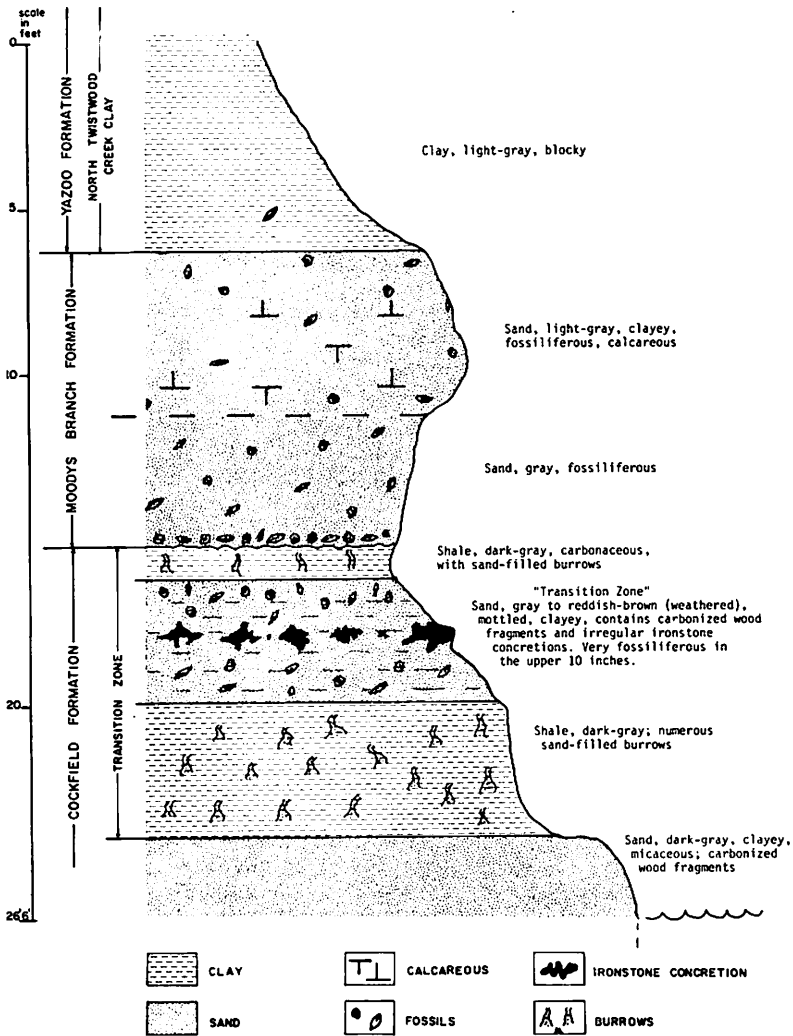 scale
in
feet
0
5
10
20
26'6"
YAZOO FORMATION
NORTH TWISTWOOD
CREEK CLAY
MOODYS BRANCH FORMATION
COCKFIELD FORMATION
TRANSITION ZONE
Clay, light-gray, blocky
Sand, light-gray, clayey,
fossiliferous, calcareous
Sand, gray, fossiliferous
Shale, dark-gray, carbonaceous,
with sand-filled burrows
"Transition Zone"
Sand, gray to reddish-brown (weathered),
mottled, clayey, contains carbonized wood
fragments and irregular ironstone
concretions. Very fossiliferous in
the upper 10 inches.
Shale, dark-gray; numerous
sand-filled burrows
Sand, dark-gray, clayey,
micaceous; carbonized
wood fragments
CLAY
CALCAREOUS
IRONSTONE CONCRETION
SAND
FOSSILS
BURROWS